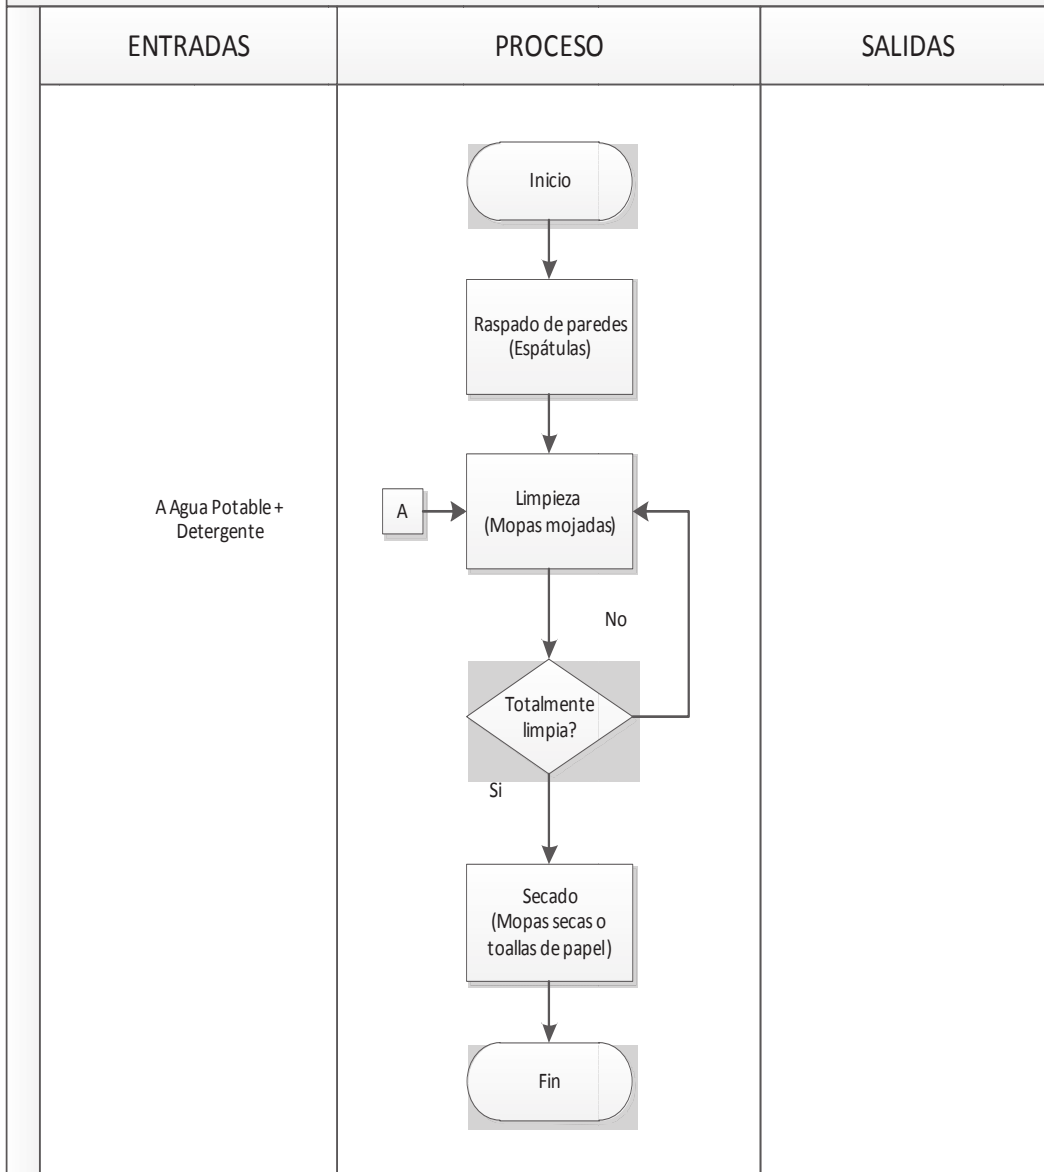 ENTRADAS
PROCESO
SALIDAS
Inicio
Raspado de paredes
(Espátulas)
A Agua Potable +
Detergente
A
Limpieza
(Mopas mojadas)
No
Totalmente
limpia?
Si
Secado
(Mopas secas o
toallas de papel)
Fin